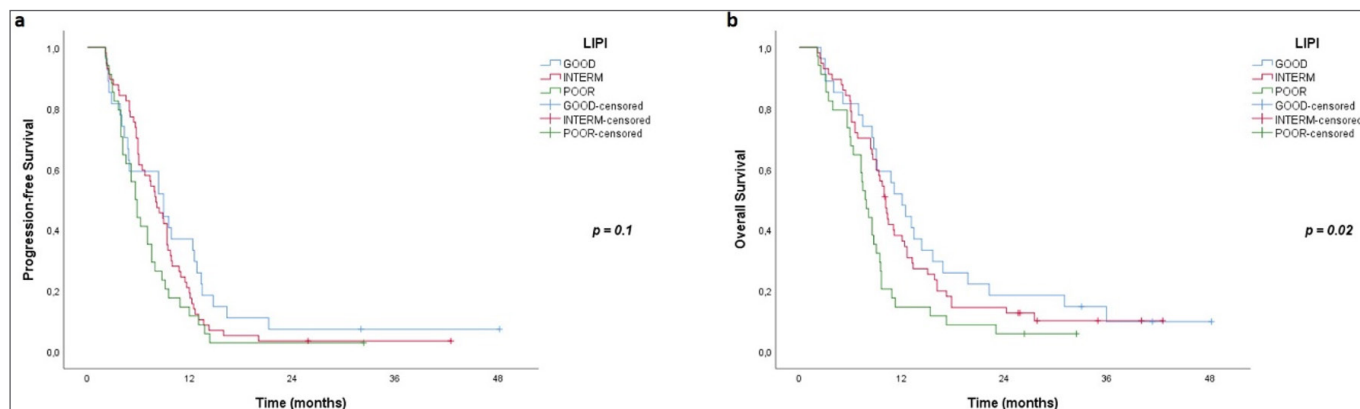 a
LIPI
GOOD
INTERM
POOR
GOOD-censored
INTERM-censored
POOR-censored
p = 0.1
Progression-free Survival
1,0
0,8
0,6
0,4
0,2
0,0
0 12 24 36 48
Time (months)
b
LIPI
GOOD
INTERM
POOR
GOOD-censored
INTERM-censored
POOR-censored
p = 0.02
Overall Survival
1,0
0,8
0,6
0,4
0,2
0,0
0 12 24 36 48
Time (months)